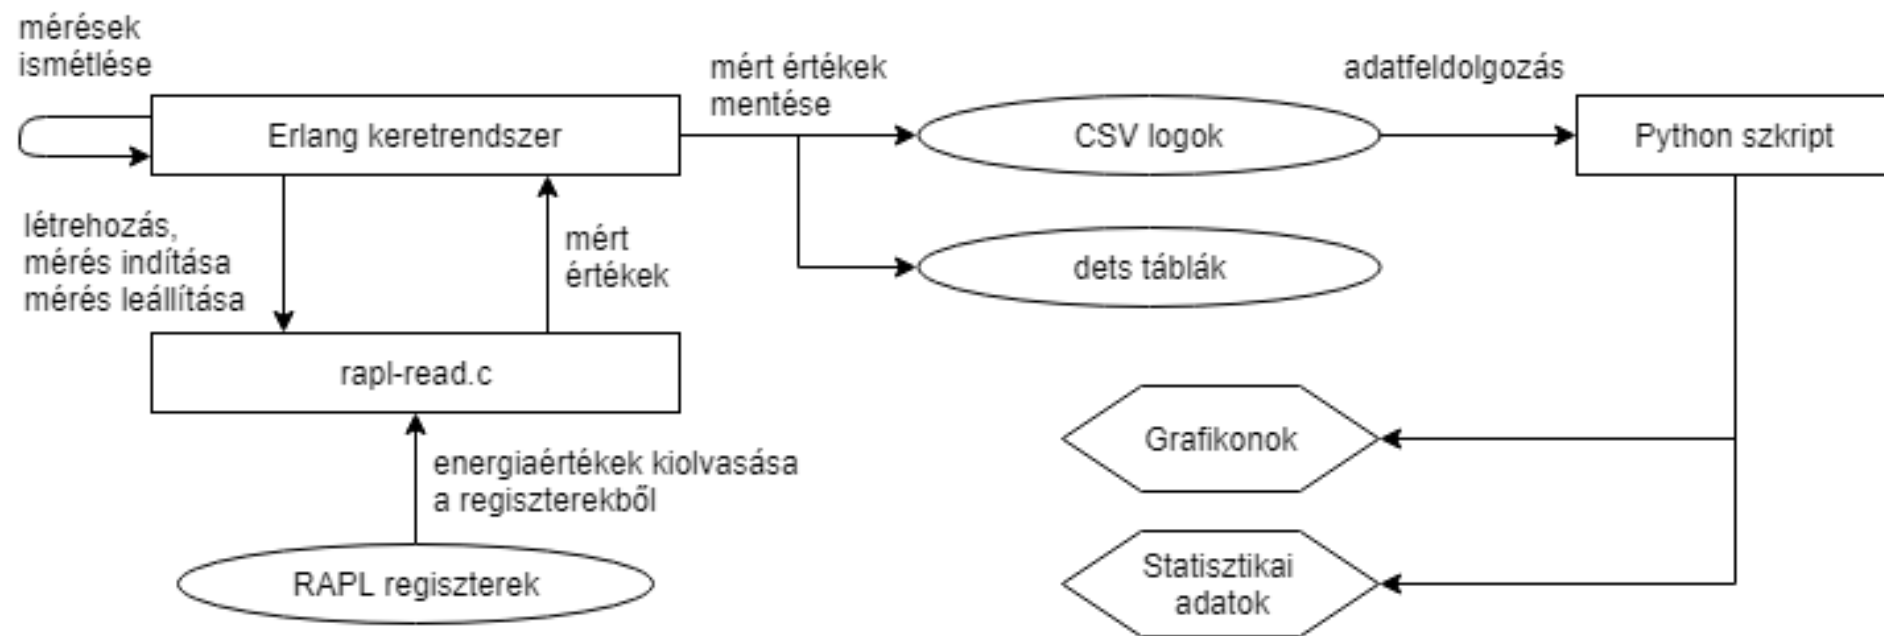 mérések
ismétlése
Erlang keretrendszer
mért értékek
mentése
CSV logok
adatfeldolgozás
Python szkript
létrehozás,
mérés indítása
mérés leállítása
mért
értékek
dets táblák
rapl-read.c
energiaértékek kiolvasása
a regiszterekből
RAPL regiszterek
Grafikonok
Statisztikai
adatok